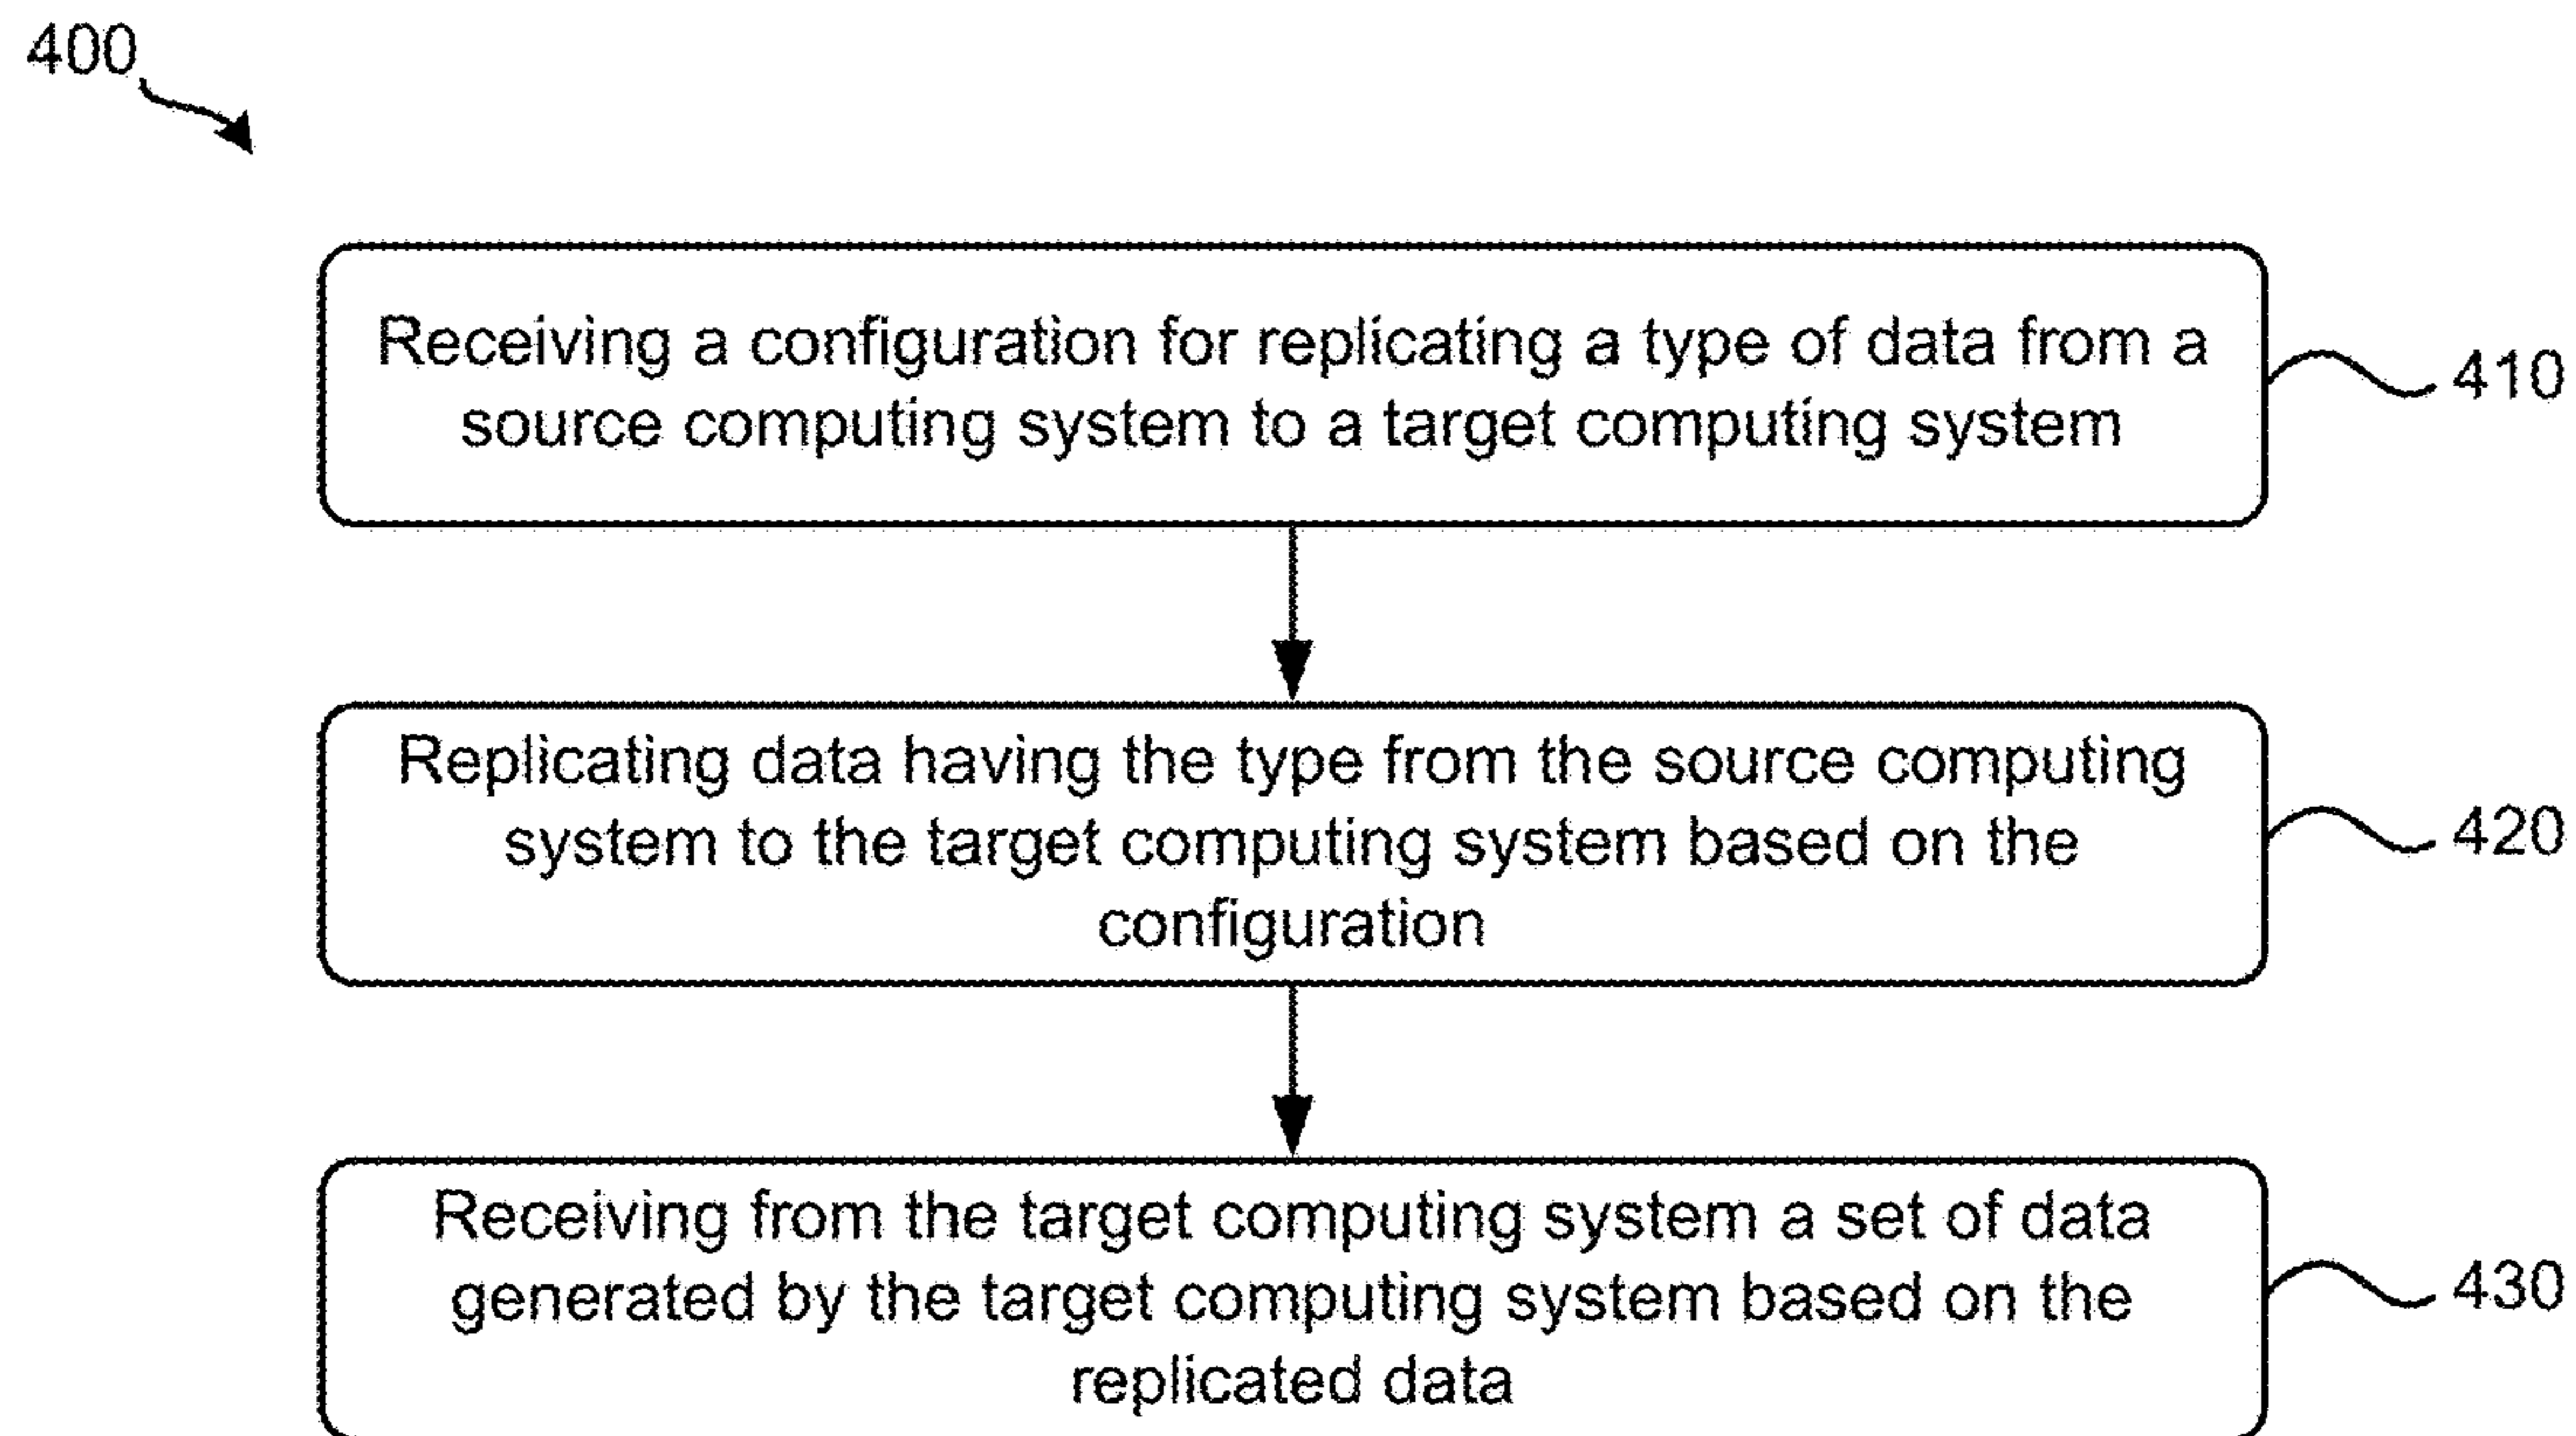 400
Receiving a configuration for replicating a type of data from a
source computing system to a target computing system
410
Replicating data having the type from the source computing
system to the target computing system based on the
configuration
420
Receiving from the target computing system a set of data
generated by the target computing system based on the
replicated data
430